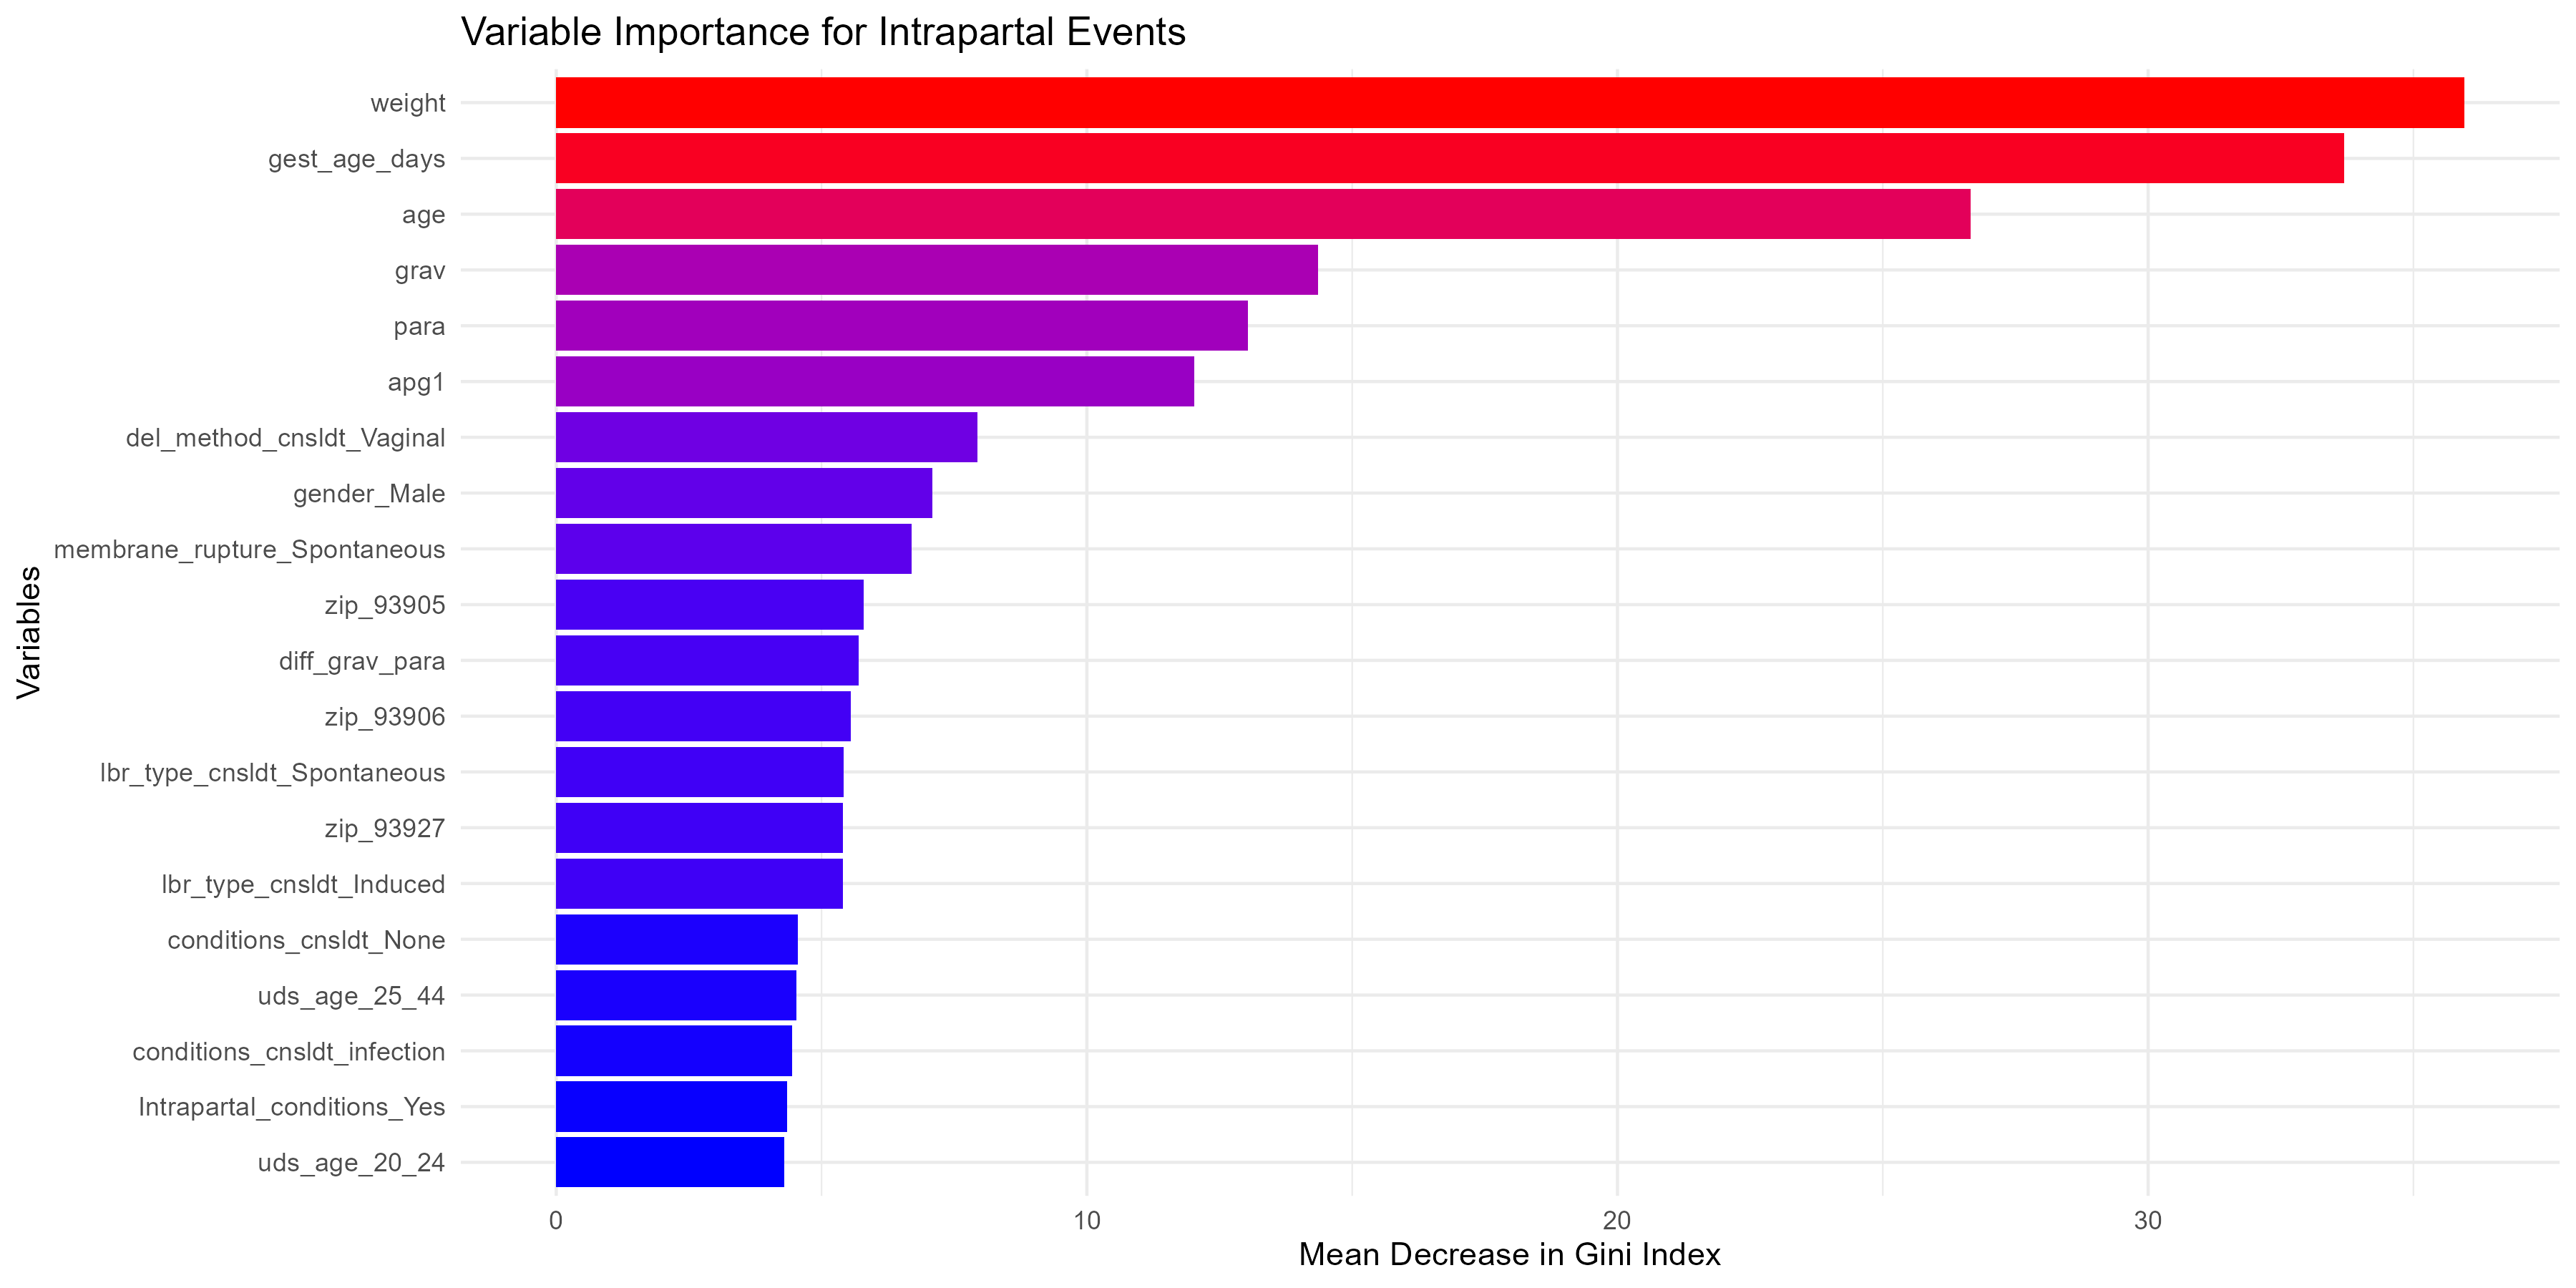 Variable Importance for Intrapartal Events
weight
gest_age_days
age
grav
para
apg1
del_method_cnsldt_Vaginal
gender_Male
membrane_rupture_Spontaneous
zip_93905
diff_grav_para
zip_93906
lbr_type_cnsldt_Spontaneous
zip_93927
lbr_type_cnsldt_Induced
conditions_cnsldt_None
uds_age_25_44
conditions_cnsldt_infection
Intrapartal_conditions_Yes
uds_age_20_24
Variables
0 10 20 30
Mean Decrease in Gini Index